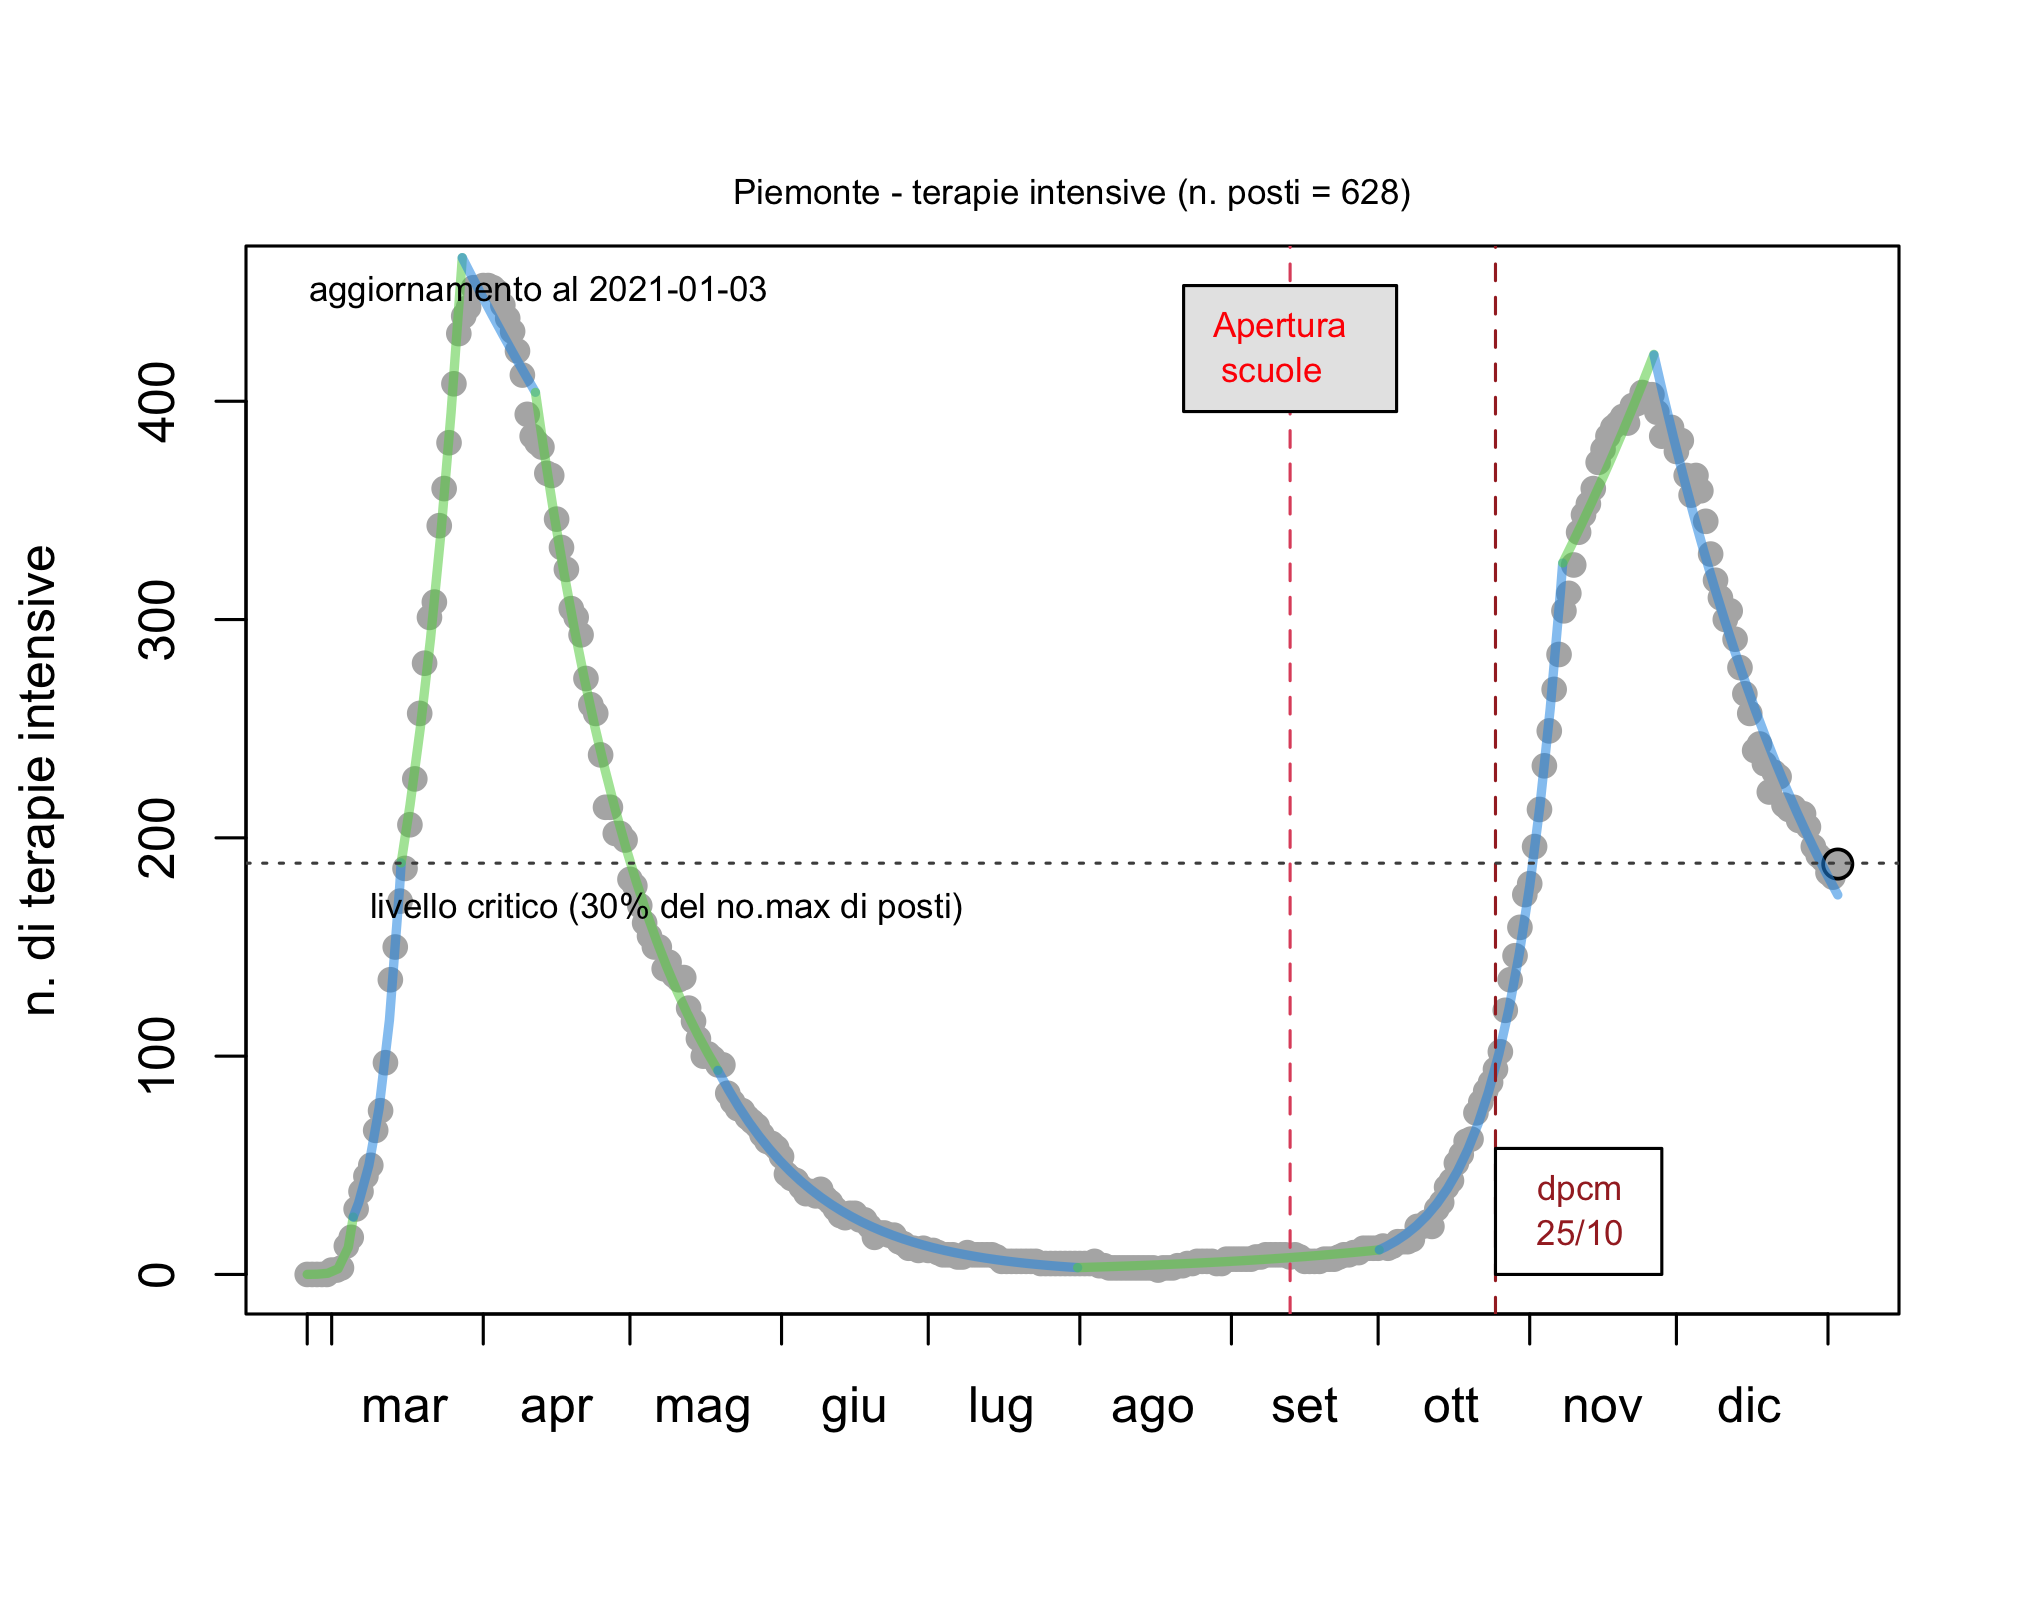 Piemonte - terapie intensive (n. posti = 628)
aggiornamento al 2021-01-03
Apertura
scuole
n. di terapie intensive
400
300
200
100
0
livello critico (30% del no.max di posti)
dpcm
25/10
mar apr mag giu lug ago set ott nov dic